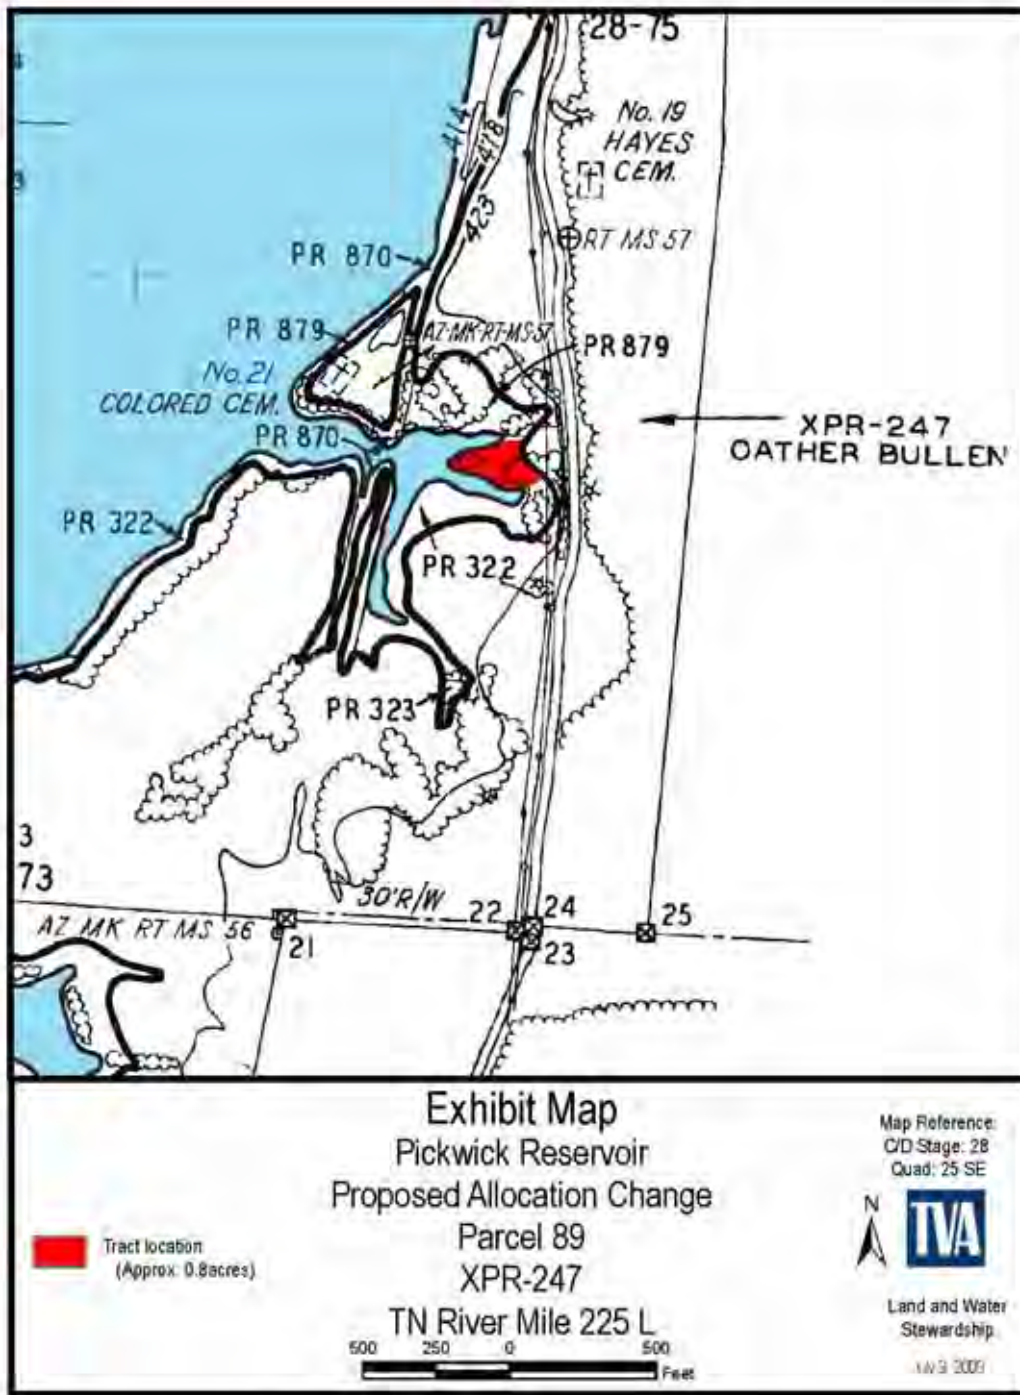 28-75
No. 19
HAYES
CEM.
414
418
423
RT MS 57
PR 870
PR 879
AZ-MK-RT-MS-57
PR 879
No. 21
COLORED CEM.
PR 870
XPR-247
OATHER BULLEN
PR 322
PR 322
PR 323
3
73
30'R/W
AZ MK RT MS 56
21
22
24
23
25
Exhibit Map
Pickwick Reservoir
Proposed Allocation Change
Parcel 89
XPR-247
TN River Mile 225 L
500 250 0 500
Feet
Tract location
(Approx. 0.8acres)
Map Reference:
C/D Stage: 28
Quad: 25 SE
N
TVA
Land and Water
Stewardship
2009